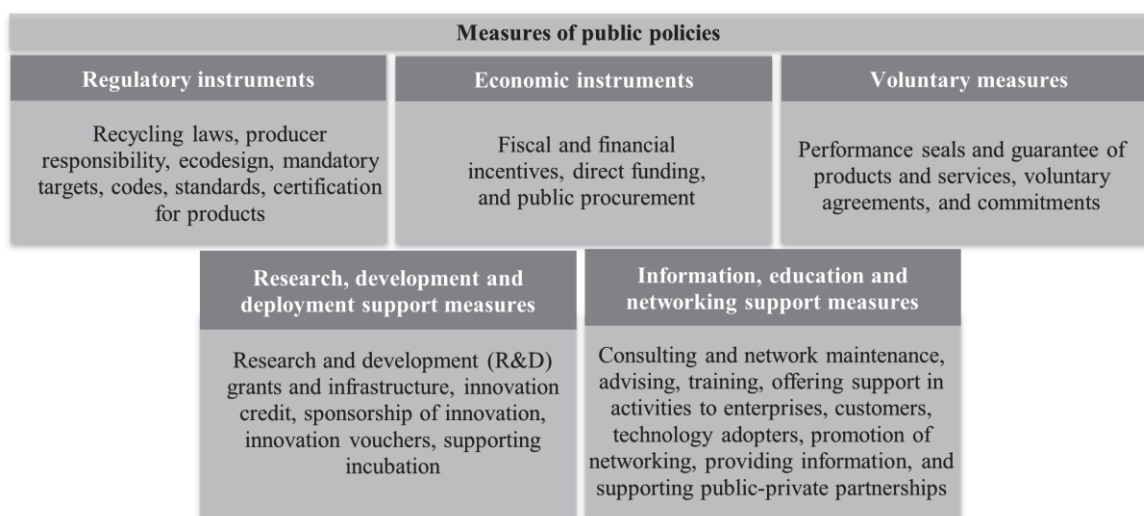 Measures of public policies
Regulatory instruments
Recycling laws, producer
responsibility, ecodesign, mandatory
targets, codes, standards, certification
for products
Economic instruments
Fiscal and financial
incentives, direct funding,
and public procurement
Voluntary measures
Performance seals and guarantee of
products and services, voluntary
agreements, and commitments
Research, development and
deployment support measures
Research and development (R&D)
grants and infrastructure, innovation
credit, sponsorship of innovation,
innovation vouchers, supporting
incubation
Information, education and
networking support measures
Consulting and network maintenance,
advising, training, offering support in
activities to enterprises, customers,
technology adopters, promotion of
networking, providing information, and
supporting public-private partnerships